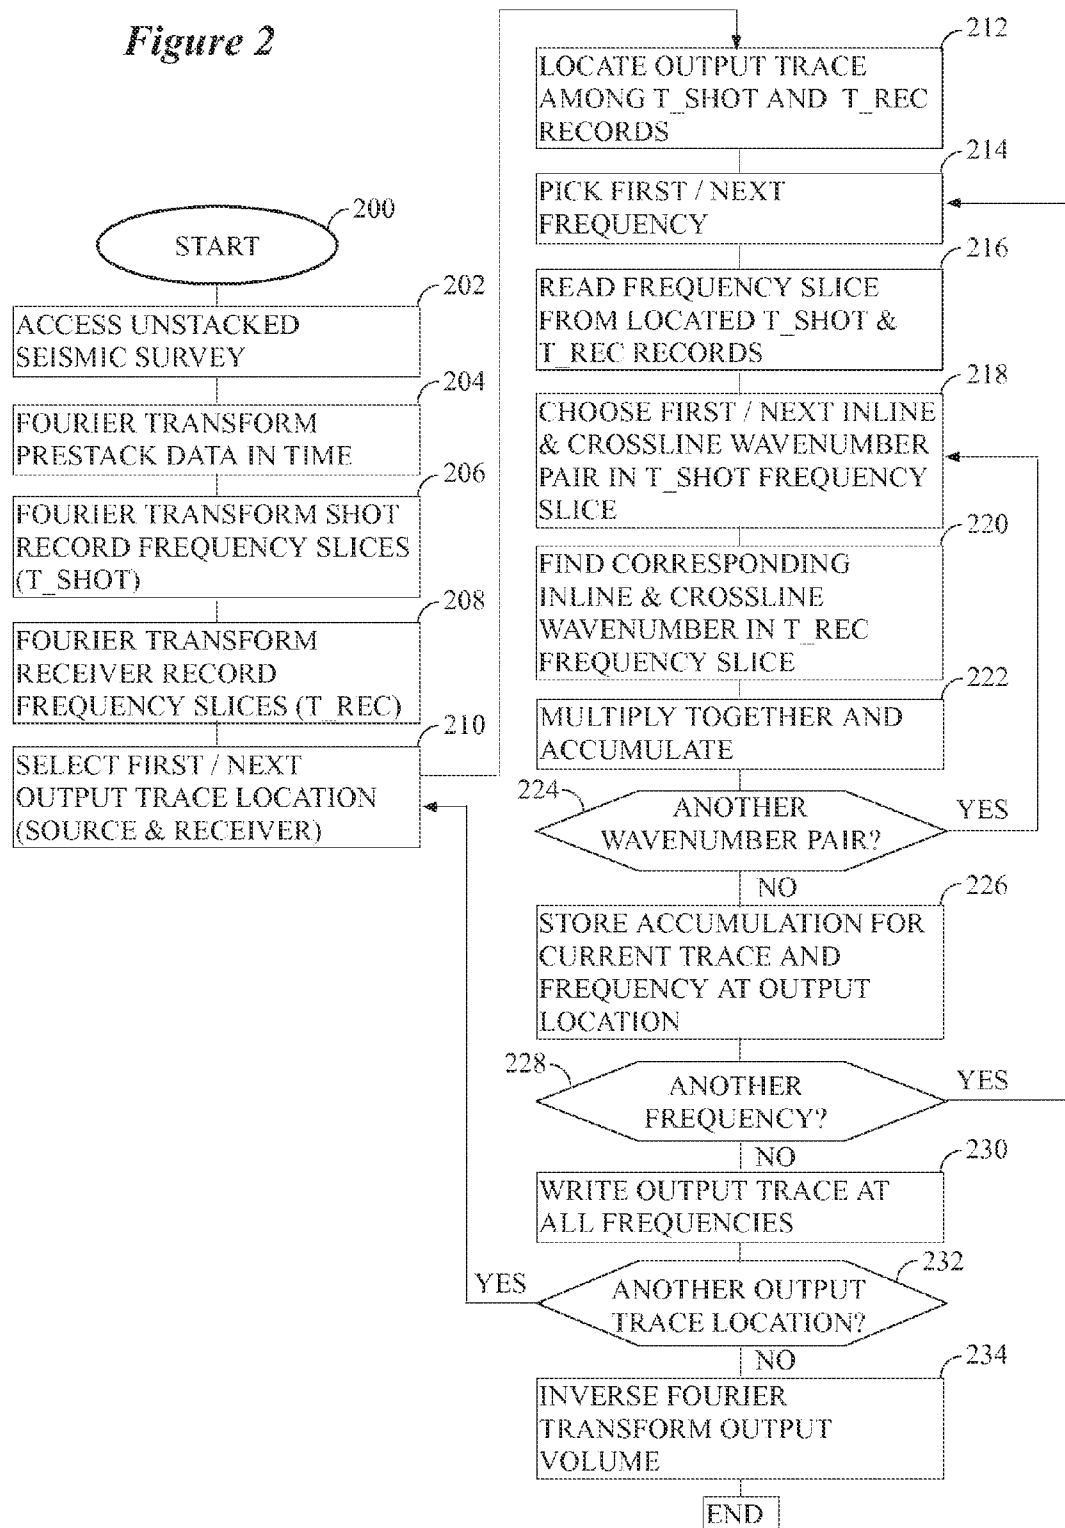 Figure 2
200
START
202
ACCESS UNSTACKED
SEISMIC SURVEY
204
FOURIER TRANSFORM
PRESTACK DATA IN TIME
206
FOURIER TRANSFORM SHOT
RECORD FREQUENCY SLICES
(T_SHOT)
208
FOURIER TRANSFORM
RECEIVER RECORD
FREQUENCY SLICES (T_REC)
210
SELECT FIRST / NEXT
OUTPUT TRACE LOCATION
(SOURCE & RECEIVER)
212
LOCATE OUTPUT TRACE
AMONG T_SHOT AND T_REC
RECORDS
214
PICK FIRST / NEXT
FREQUENCY
216
READ FREQUENCY SLICE
FROM LOCATED T_SHOT &
T_REC RECORDS
218
CHOOSE FIRST / NEXT INLINE
& CROSSLINE WAVENUMBER
PAIR IN T_SHOT FREQUENCY
SLICE
220
FIND CORRESPONDING
INLINE & CROSSLINE
WAVENUMBER IN T_REC
FREQUENCY SLICE
222
MULTIPLY TOGETHER AND
ACCUMULATE
224
ANOTHER
WAVENUMBER PAIR?
YES
NO
226
STORE ACCUMULATION FOR
CURRENT TRACE AND
FREQUENCY AT OUTPUT
LOCATION
228
ANOTHER
FREQUENCY?
YES
NO
230
WRITE OUTPUT TRACE AT
ALL FREQUENCIES
232
YES
ANOTHER OUTPUT
TRACE LOCATION?
NO
234
INVERSE FOURIER
TRANSFORM OUTPUT
VOLUME
END